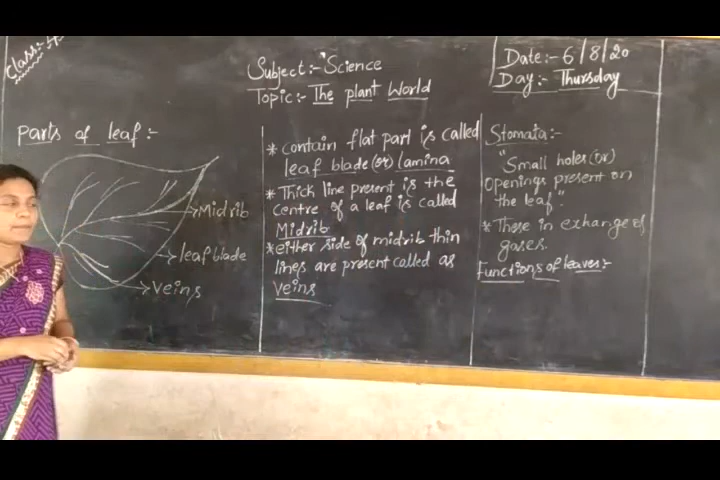 Class:- 4
Subject:- Science
Topic:- The plant World
Date:- 6/8/20
Day:- Thursday
Parts of leaf:-
Midrib
leaf blade
Veins
* contain flat part is called
leaf blade (or) lamina
* Thick line present is the
centre of a leaf is called
Midrib
* either side of midrib thin
lines are present called as
veins
Stomata:-
"Small holes (or)
Openings present on
the leaf".
* These in exhange of
gases.
Functions of leaves:-